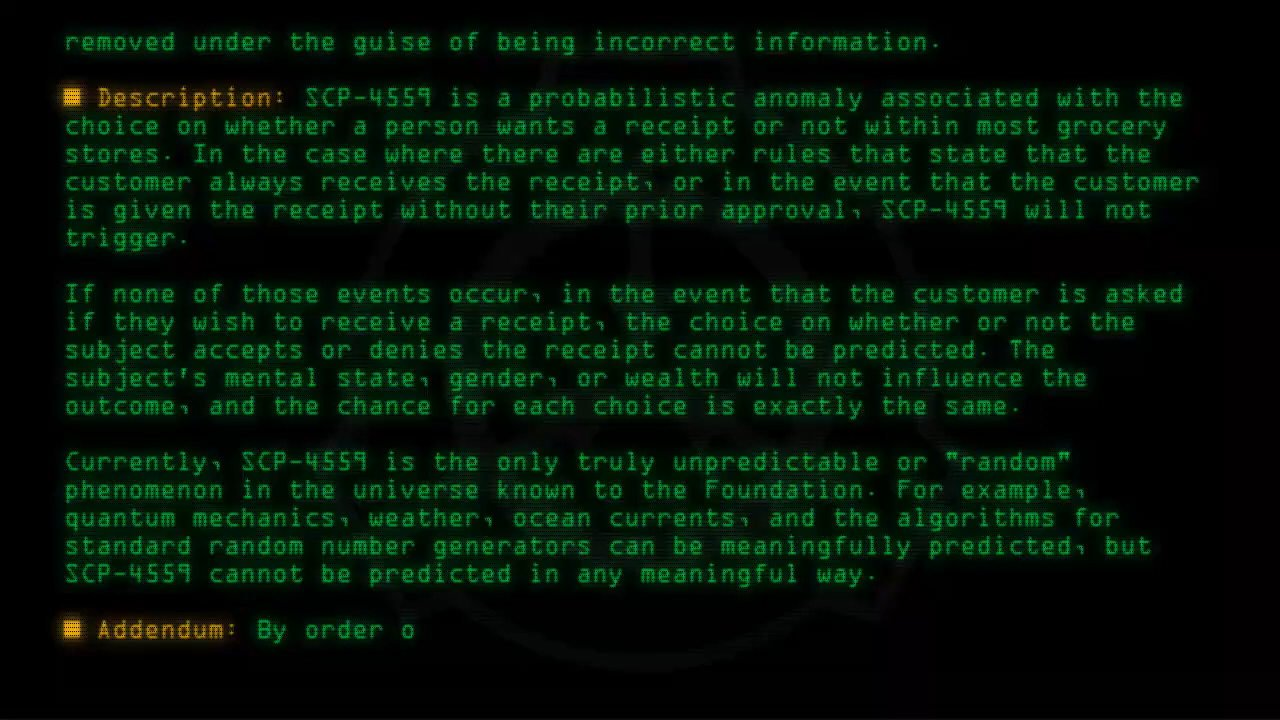 removed under the guise of being incorrect information.
■ Description: SCP-4559 is a probabilistic anomaly associated with the
choice on whether a person wants a receipt or not within most grocery
stores. In the case where there are either rules that state that the
customer always receives the receipt, or in the event that the customer
is given the receipt without their prior approval, SCP-4559 will not
trigger.
If none of those events occur, in the event that the customer is asked
if they wish to receive a receipt, the choice on whether or not the
subject accepts or denies the receipt cannot be predicted. The
subject's mental state, gender, or wealth will not influence the
outcome, and the chance for each choice is exactly the same.
Currently, SCP-4559 is the only truly unpredictable or "random"
phenomenon in the universe known to the Foundation. For example,
quantum mechanics, weather, ocean currents, and the algorithms for
standard random number generators can be meaningfully predicted, but
SCP-4559 cannot be predicted in any meaningful way.
■ Addendum: By order o